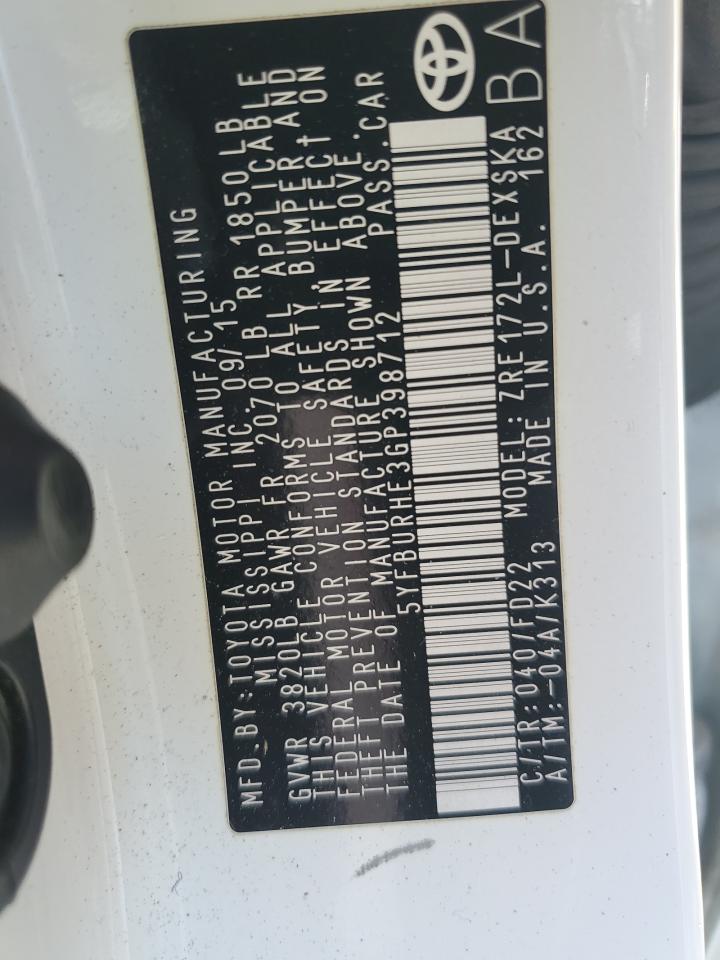 MFD. BY: TOYOTA MOTOR MANUFACTURING
MISSISSIPPI INC. 09/15
GVWR 3820LB GAWR FR 2070LB RR 1850LB
THIS VEHICLE CONFORMS TO ALL APPLICABLE
FEDERAL MOTOR VEHICLE SAFETY, BUMPER AND
THEFT PREVENTION STANDARDS IN EFFECT ON
THE DATE OF MANUFACTURE SHOWN ABOVE.
5YFBURHE3GP398712 PASS.CAR
C/TR:040/FD22 MODEL: ZRE172L-DEXSKA
A/TM:-04A/K313 MADE IN U.S.A. 162
BA